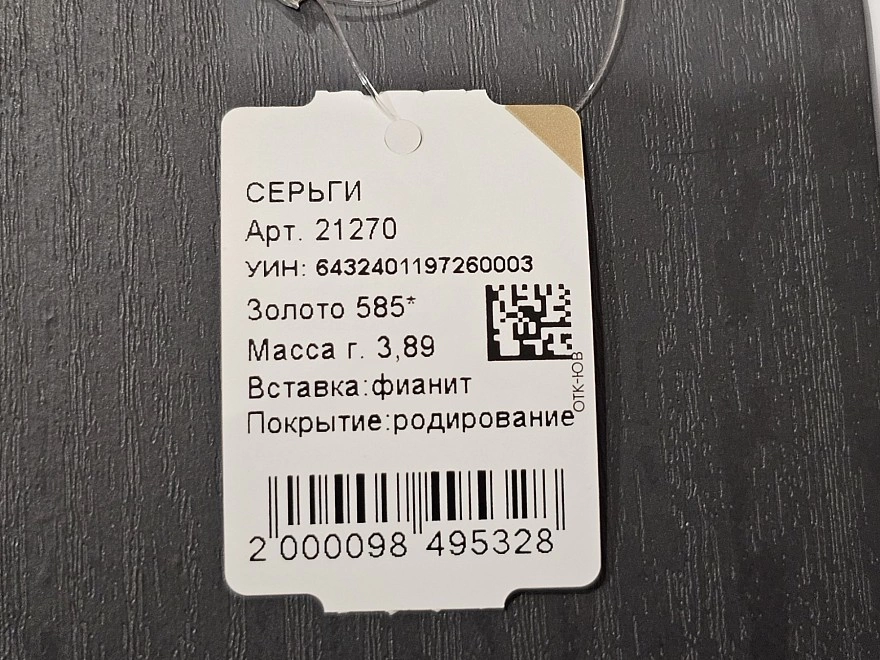 СЕРЬГИ
Арт. 21270
УИН: 6432401197260003
Золото 585*
Масса г. 3,89
Вставка:фианит
Покрытие:родирование
ОТК-ЮВ
2 000098 495328